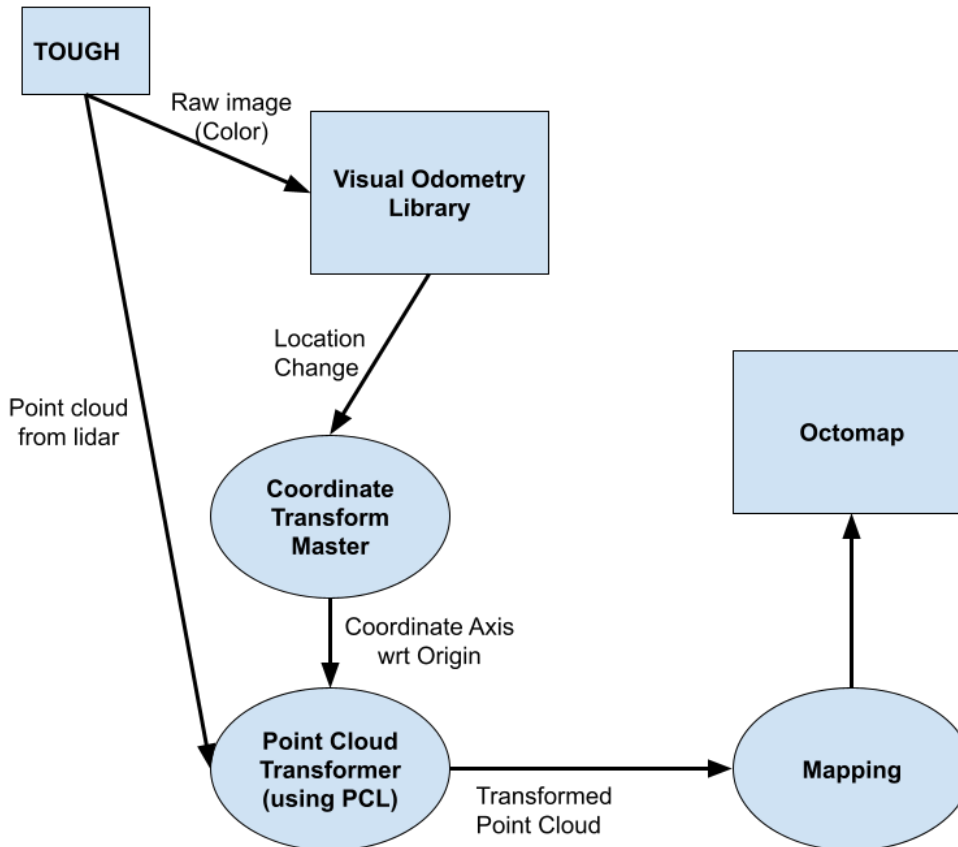 TOUGH
Raw image
(Color)
Visual Odometry
Library
Location
Change
Point cloud
from lidar
Octomap
Coordinate
Transform
Master
Coordinate Axis
wrt Origin
Point Cloud
Transformer
(using PCL)
Mapping
Transformed
Point Cloud